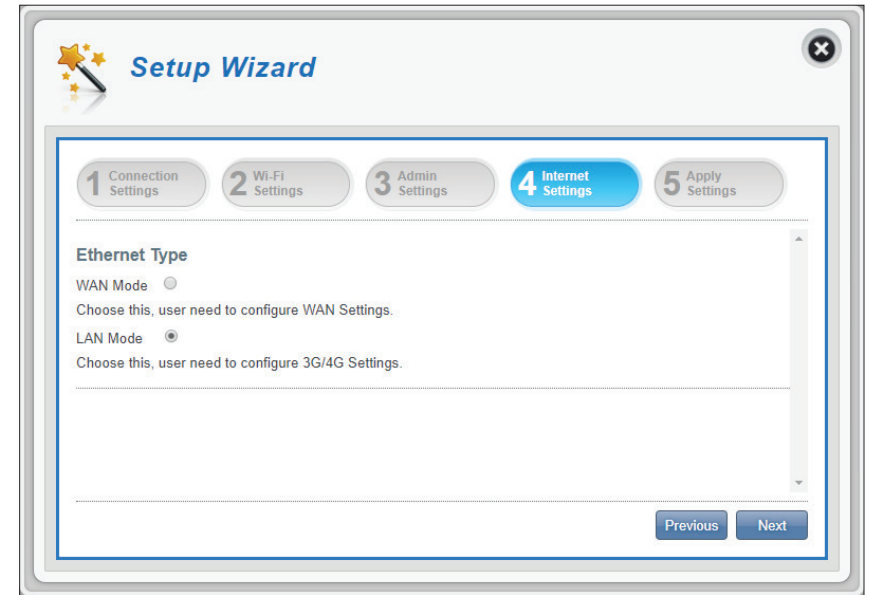 Setup Wizard
1 Connection Settings
2 Wi-Fi Settings
3 Admin Settings
4 Internet Settings
5 Apply Settings
Ethernet Type
WAN Mode
Choose this, user need to configure WAN Settings.
LAN Mode
Choose this, user need to configure 3G/4G Settings.
Previous
Next